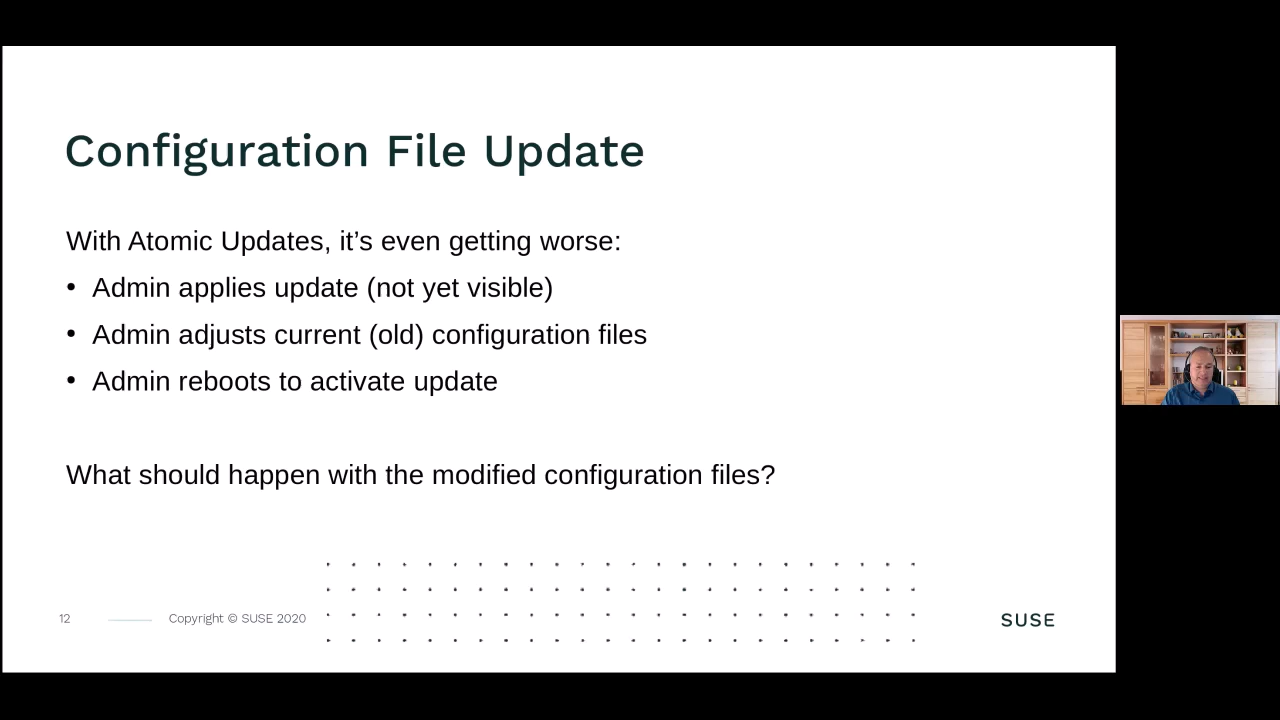 Configuration File Update
With Atomic Updates, it’s even getting worse:
• Admin applies update (not yet visible)
• Admin adjusts current (old) configuration files
• Admin reboots to activate update
What should happen with the modified configuration files?
12 Copyright © SUSE 2020
SUSE